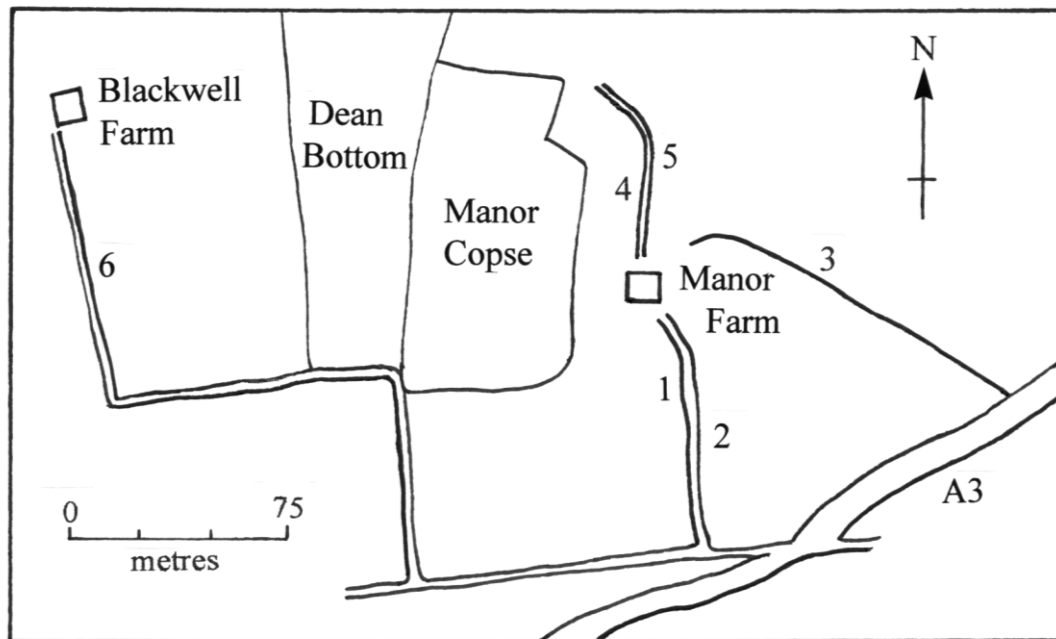 N
Blackwell
Farm
Dean
Bottom
5
4
Manor
Copse
3
6
Manor
Farm
1
2
A3
0 75
metres